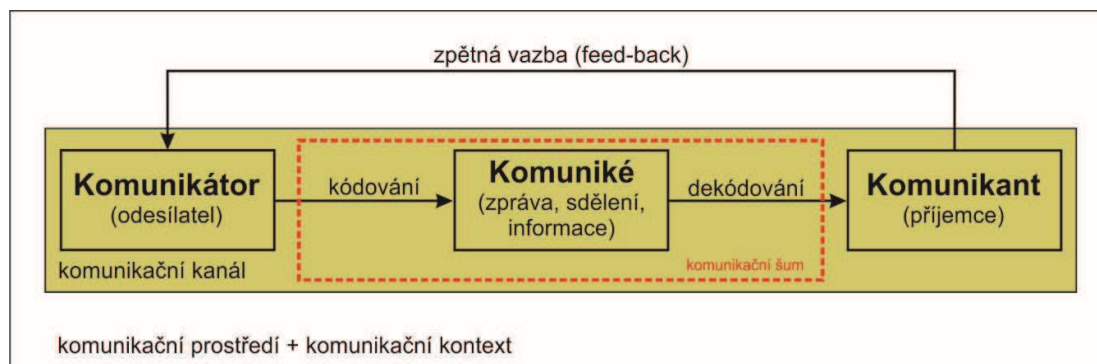 zpětná vazba (feed-back)
Komunikátor
(odesílatel)
kódování
Komuniké
(zpráva, sdělení,
informace)
dekódování
Komunikant
(příjemce)
komunikační kanál
komunikační šum
komunikační prostředí + komunikační kontext